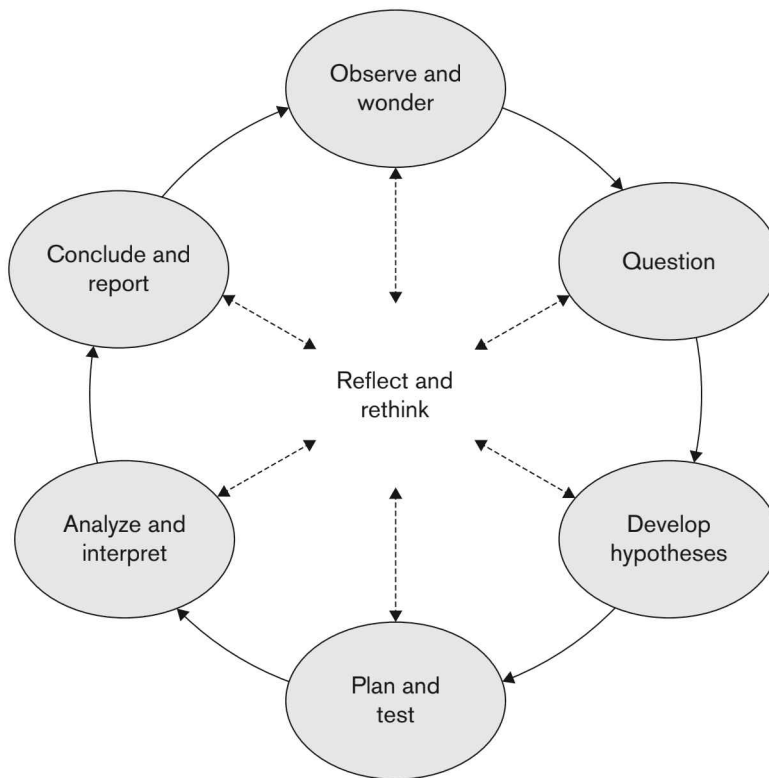 Observe and
wonder
Question
Develop
hypotheses
Plan and
test
Analyze and
interpret
Conclude and
report
Reflect and
rethink